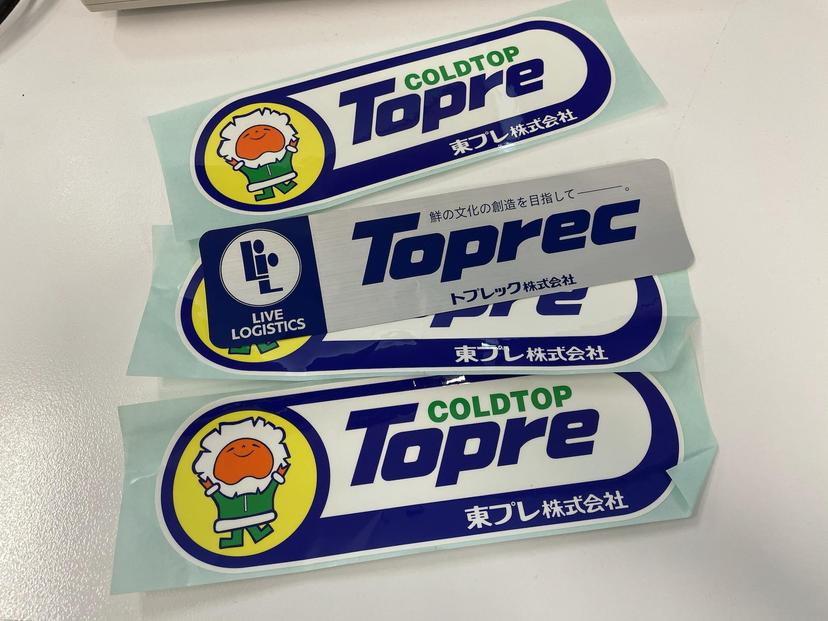 COLDTOP
Topre
東プレ株式会社
鮮の文化の創造を目指して———。
Toprec
トプレック株式会社
LIVE
LOGISTICS
pre
東プレ株式会社
COLDTOP
Topre
東プレ株式会社